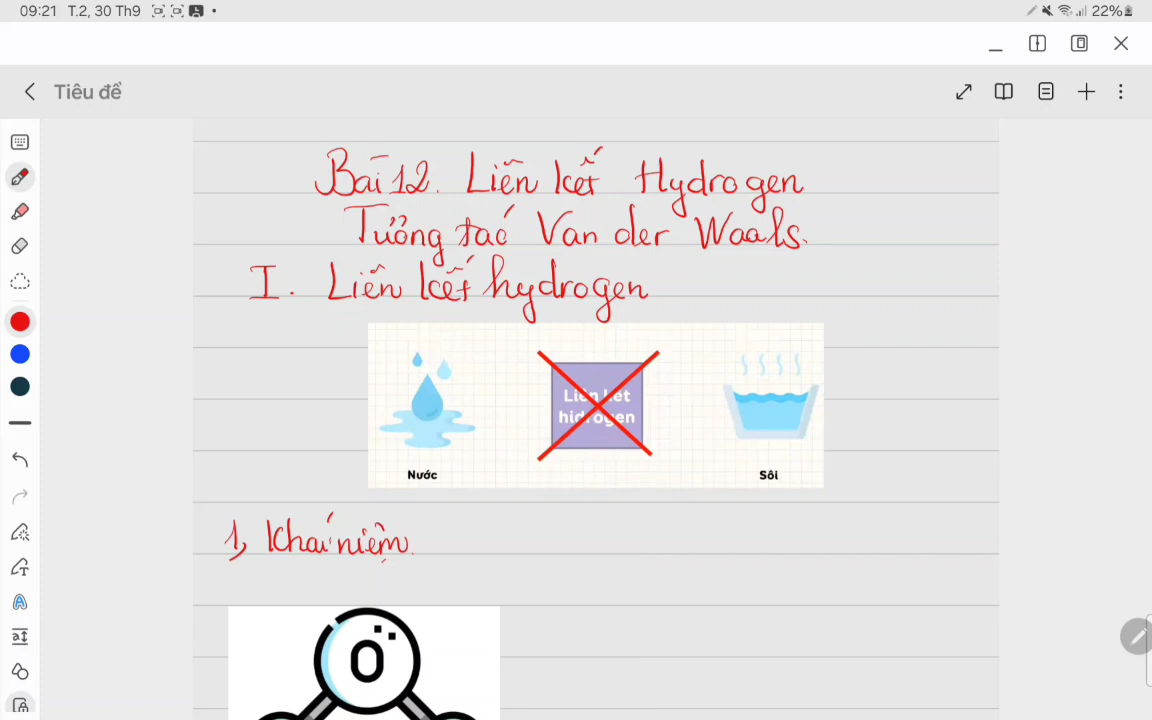 09:21 T.2, 30 Th9 22%
Tiêu đề
Bài 12. Liên kết Hydrogen
Tương tác Van der Waals.
I. Liên kết hydrogen
Liên kết
hidrogen
Nước
Sôi
1, Khái niệm.
O